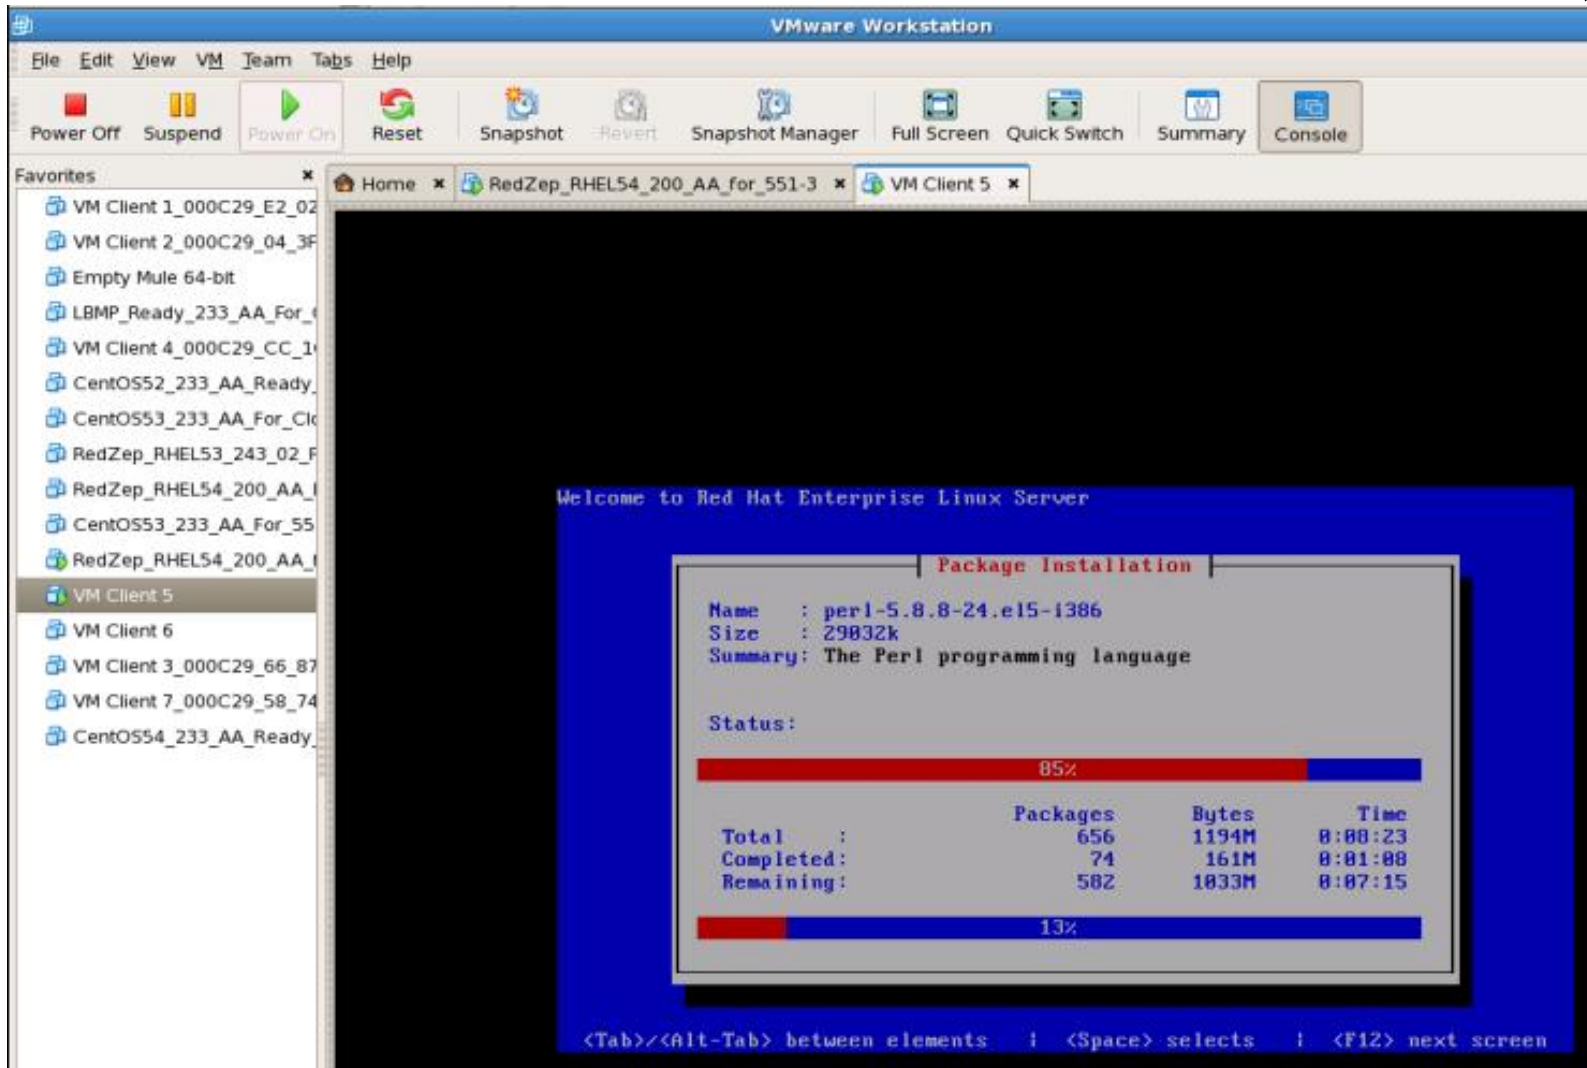 VMware Workstation
File Edit View VM Team Tabs Help
Power Off Suspend Power On Reset Snapshot Revert Snapshot Manager Full Screen Quick Switch Summary Console
Favorites
Home RedZep_RHEL54_200_AA_for_551-3 VM Client 5
VM Client 1_000C29_E2_02
VM Client 2_000C29_04_3F
Empty Mule 64-bit
LBMP_Ready_233_AA_For_
VM Client 4_000C29_CC_1
CentOS52_233_AA_Ready_
CentOS53_233_AA_For_Clo
RedZep_RHEL53_243_02_F
RedZep_RHEL54_200_AA_
CentOS53_233_AA_For_55
RedZep_RHEL54_200_AA_
VM Client 5
VM Client 6
VM Client 3_000C29_66_87
VM Client 7_000C29_58_74
CentOS54_233_AA_Ready_
Welcome to Red Hat Enterprise Linux Server
Package Installation
Name : perl-5.8.8-24.el5-i386
Size : 29032k
Summary: The Perl programming language
Status:
85%
Packages Bytes Time
Total : 656 1194M 0:08:23
Completed: 74 161M 0:01:08
Remaining: 582 1033M 0:07:15
13%
<Tab>/<Alt-Tab> between elements | <Space> selects | <F12> next screen